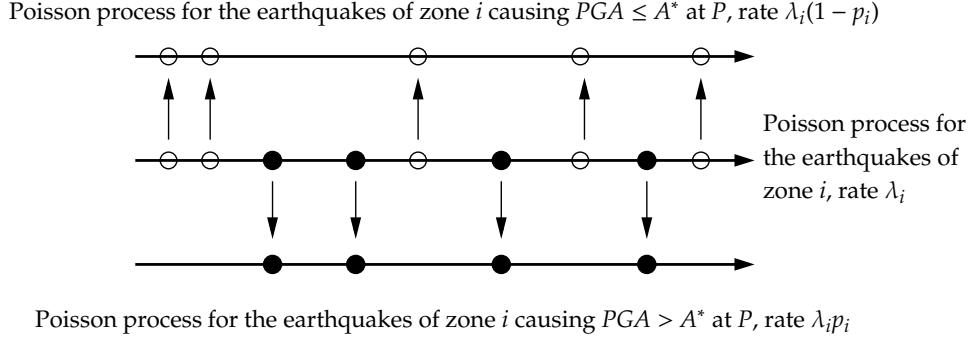 Poisson process for the earthquakes of zone i causing PGA ≤ A* at P, rate λᵢ(1 − pᵢ)
Poisson process for
the earthquakes of
zone i, rate λᵢ
Poisson process for the earthquakes of zone i causing PGA > A* at P, rate λᵢpᵢ